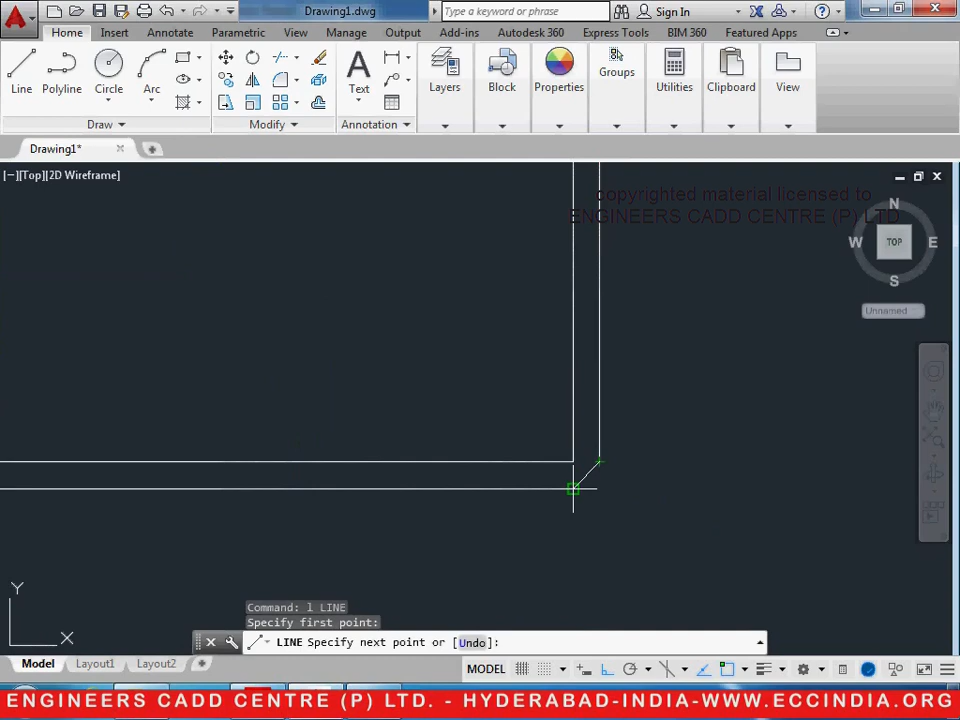 Drawing1.dwg
Type a keyword or phrase
Sign In
Home Insert Annotate Parametric View Manage Output Add-ins Autodesk 360 Express Tools BIM 360 Featured Apps
Line Polyline Circle Arc Text Layers Block Properties Groups Utilities Clipboard View
Draw Modify Annotation
Drawing1*
[−][Top][2D Wireframe]
copyrighted material licensed to
ENGINEERS CADD CENTRE (P) LTD
N
W TOP E
S
Unnamed
Y
X
Command: l LINE
Specify first point:
LINE Specify next point or [Undo]:
Model Layout1 Layout2
MODEL
ENGINEERS CADD CENTRE (P) LTD. - HYDERABAD-INDIA-WWW.ECCINDIA.ORG